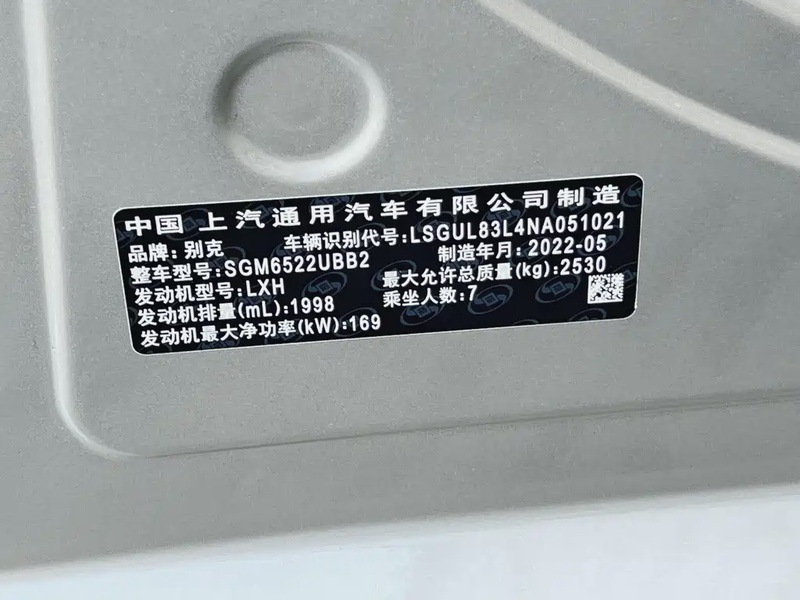 中国 上汽通用汽车有限公司制造
品牌:别克 车辆识别代号:LSGUL83L4NA051021
整车型号:SGM6522UBB2 制造年月:2022-05
发动机型号:LXH 最大允许总质量(kg):2530
发动机排量(mL):1998 乘坐人数:7
发动机最大净功率(kW):169